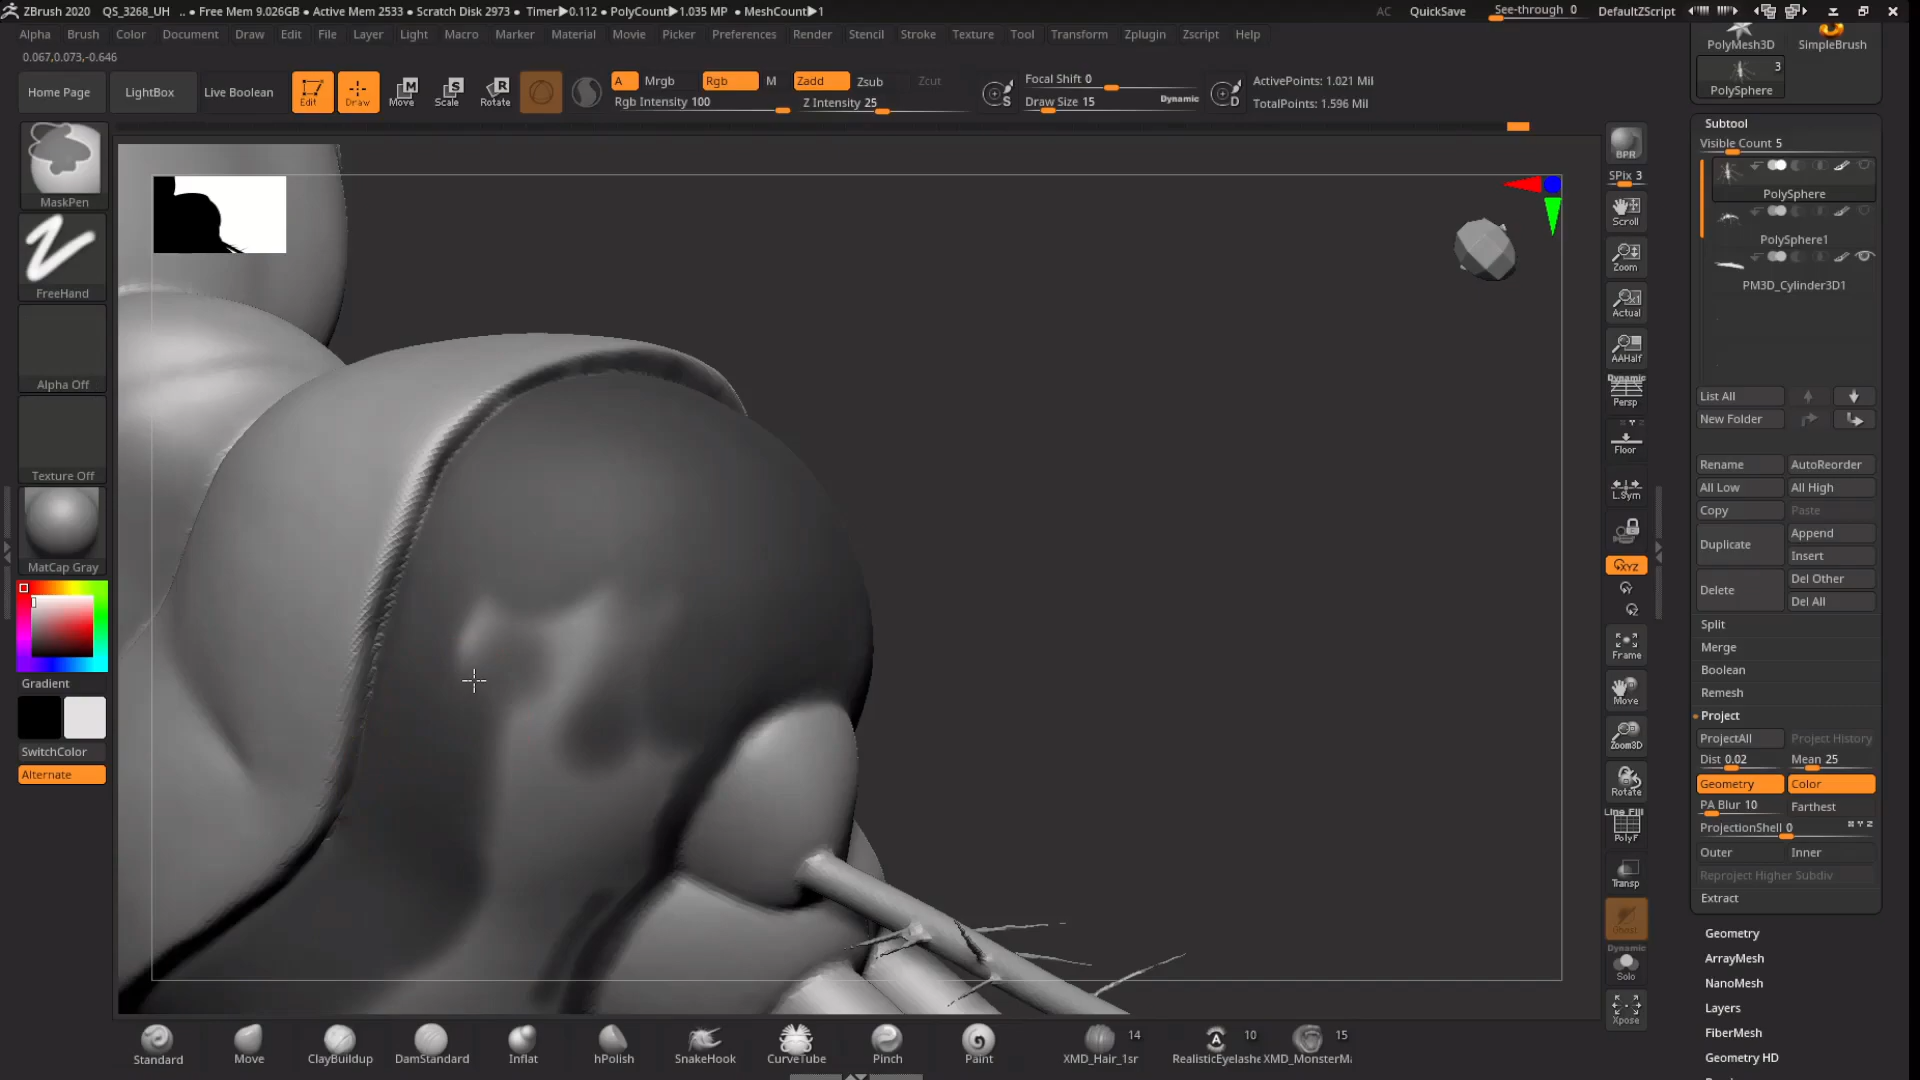 ZBrush 2020 QS_3268_UH .. • Free Mem 9.026GB • Active Mem 2533 • Scratch Disk 2973 • Timer▶0.112 • PolyCount▶1.035 MP • MeshCount▶1 AC QuickSave See-through 0 DefaultZScript
Alpha Brush Color Document Draw Edit File Layer Light Macro Marker Material Movie Picker Preferences Render Stencil Stroke Texture Tool Transform Zplugin Zscript Help
0.067,0.073,-0.646
Home Page LightBox Live Boolean Edit Draw Move Scale Rotate
A Mrgb Rgb M Zadd Zsub Zcut
Rgb Intensity 100 Z Intensity 25
Focal Shift 0
Draw Size 15 Dynamic
ActivePoints: 1.021 Mil
TotalPoints: 1.596 Mil
MaskPen
FreeHand
Alpha Off
Texture Off
MatCap Gray
Gradient
SwitchColor
Alternate
BPR
SPix 3
Scroll
Zoom
Actual
AAHalf
Dynamic
Persp
Floor
L.Sym
XYZ
Frame
Move
Zoom3D
Rotate
Line Fill
PolyF
Transp
Ghost
Dynamic
Solo
Xpose
PolyMesh3D SimpleBrush
3
PolySphere
Subtool
Visible Count 5
PolySphere
PolySphere1
PM3D_Cylinder3D1
List All
New Folder
Rename AutoReorder
All Low All High
Copy Paste
Duplicate Append
Insert
Delete Del Other
Del All
Split
Merge
Boolean
Remesh
Project
ProjectAll Project History
Dist 0.02 Mean 25
Geometry Color
PA Blur 10 Farthest
ProjectionShell 0
Outer Inner
Reproject Higher Subdiv
Extract
Geometry
ArrayMesh
NanoMesh
Layers
FiberMesh
Geometry HD
Standard Move ClayBuildup DamStandard Inflat hPolish SnakeHook CurveTube Pinch Paint XMD_Hair_1sr 14 RealisticEyelashe 10 XMD_MonsterMa 15